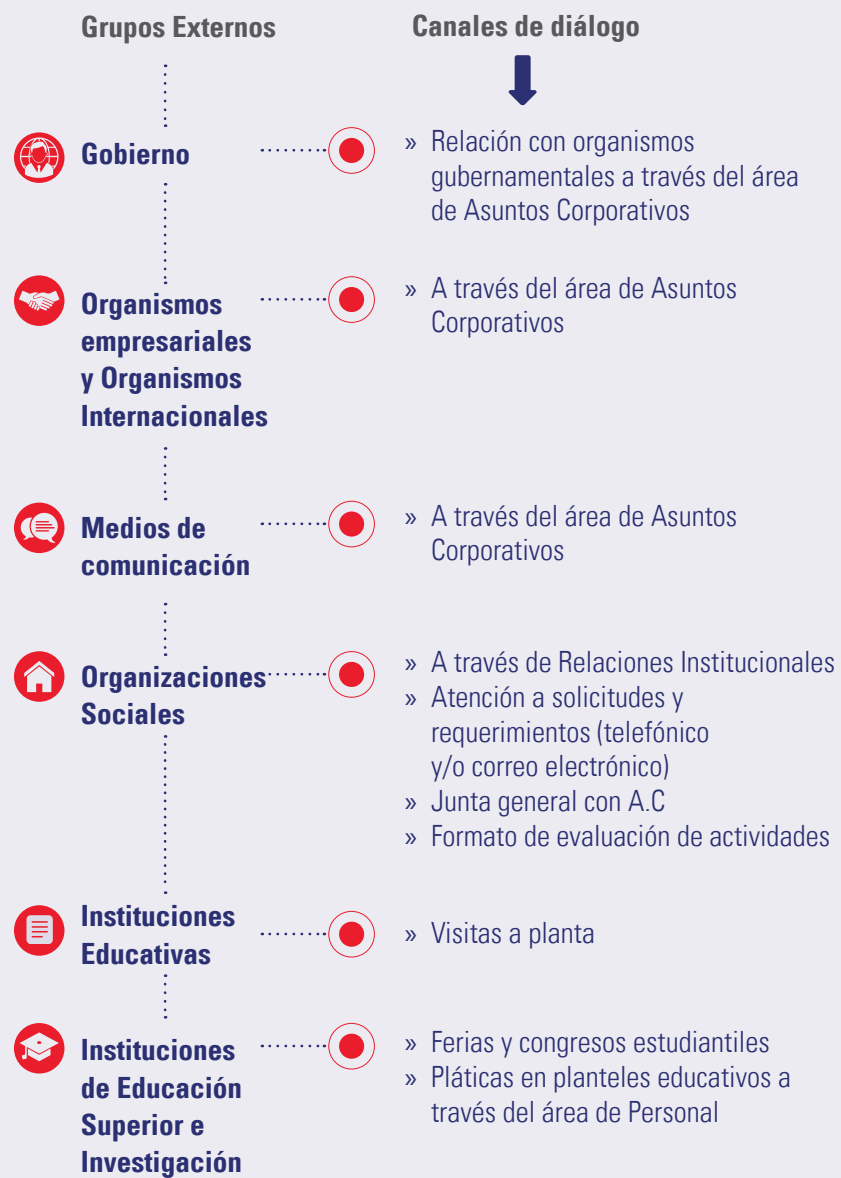 Grupos Externos
Canales de diálogo
Gobierno
» Relación con organismos
gubernamentales a través del área
de Asuntos Corporativos
Organismos
empresariales
y Organismos
Internacionales
» A través del área de Asuntos
Corporativos
Medios de
comunicación
» A través del área de Asuntos
Corporativos
Organizaciones
Sociales
» A través de Relaciones Institucionales
» Atención a solicitudes y
requerimientos (telefónico
y/o correo electrónico)
» Junta general con A.C
» Formato de evaluación de actividades
Instituciones
Educativas
» Visitas a planta
Instituciones
de Educación
Superior e
Investigación
» Ferias y congresos estudiantiles
» Pláticas en planteles educativos a
través del área de Personal